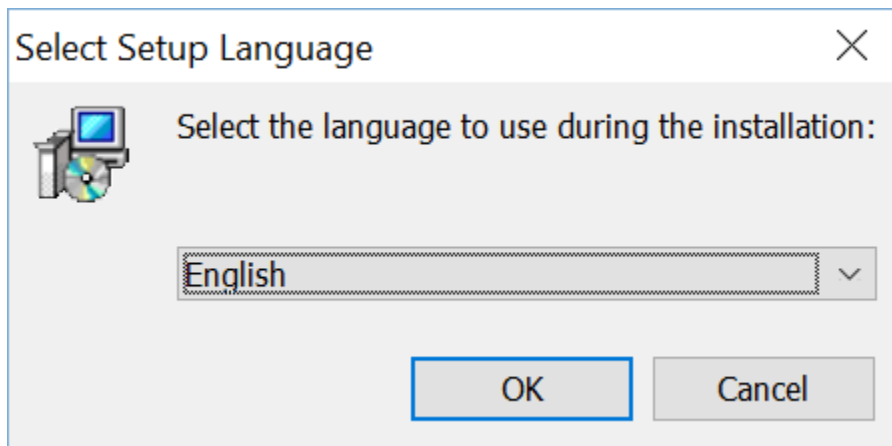 Select Setup Language
Select the language to use during the installation:
English
OK
Cancel